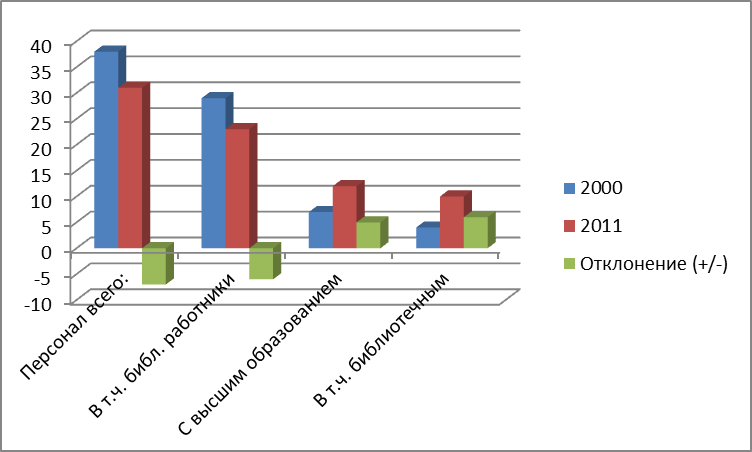 40
35
30
25
20
15
10
5
0
-5
-10
Персонал всего:
В т.ч. библ. работники
С высшим образованием
В т.ч. библиотечным
2000
2011
Отклонение (+/-)